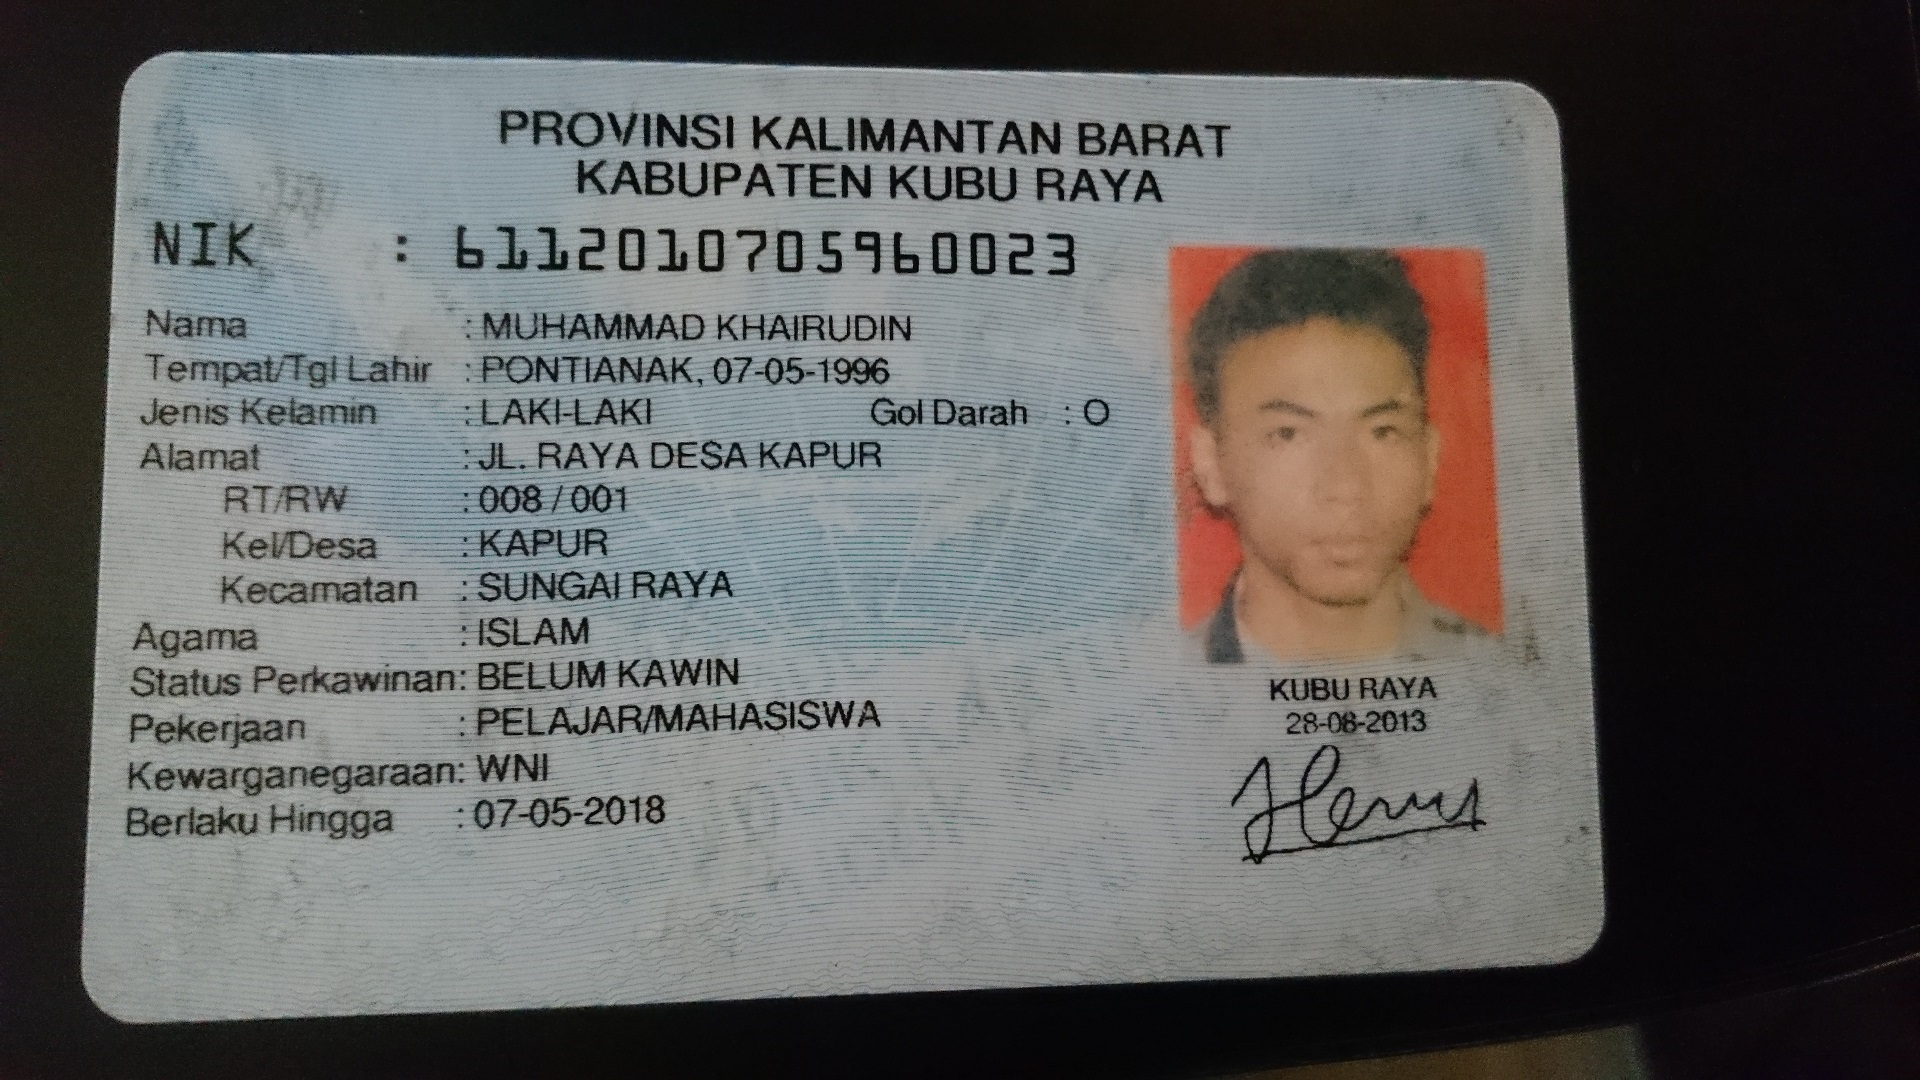 PROVINSI KALIMANTAN BARAT
KABUPATEN KUBU RAYA
NIK : 6112010705960023
Nama : MUHAMMAD KHAIRUDIN
Tempat/Tgl Lahir : PONTIANAK, 07-05-1996
Jenis Kelamin : LAKI-LAKI Gol Darah : O
Alamat : JL. RAYA DESA KAPUR
RT/RW : 008 / 001
Kel/Desa : KAPUR
Kecamatan : SUNGAI RAYA
Agama : ISLAM
Status Perkawinan: BELUM KAWIN
Pekerjaan : PELAJAR/MAHASISWA
Kewarganegaraan: WNI
Berlaku Hingga : 07-05-2018
KUBU RAYA
28-08-2013